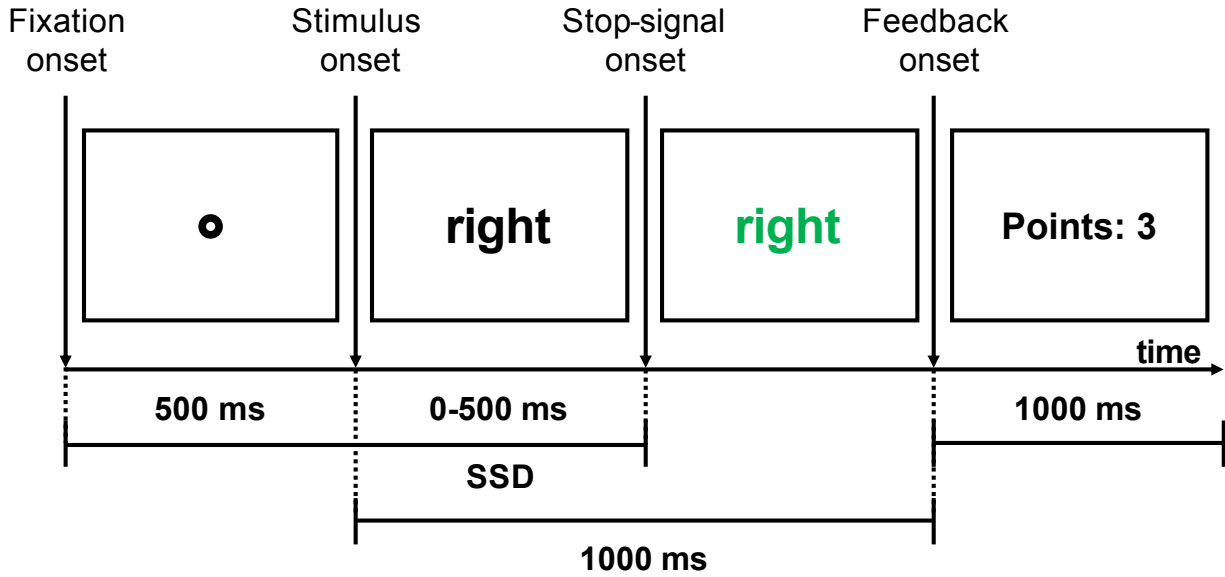 Fixation
onset
Stimulus
onset
Stop-signal
onset
Feedback
onset
right
right
Points: 3
time
500 ms
0-500 ms
1000 ms
SSD
1000 ms